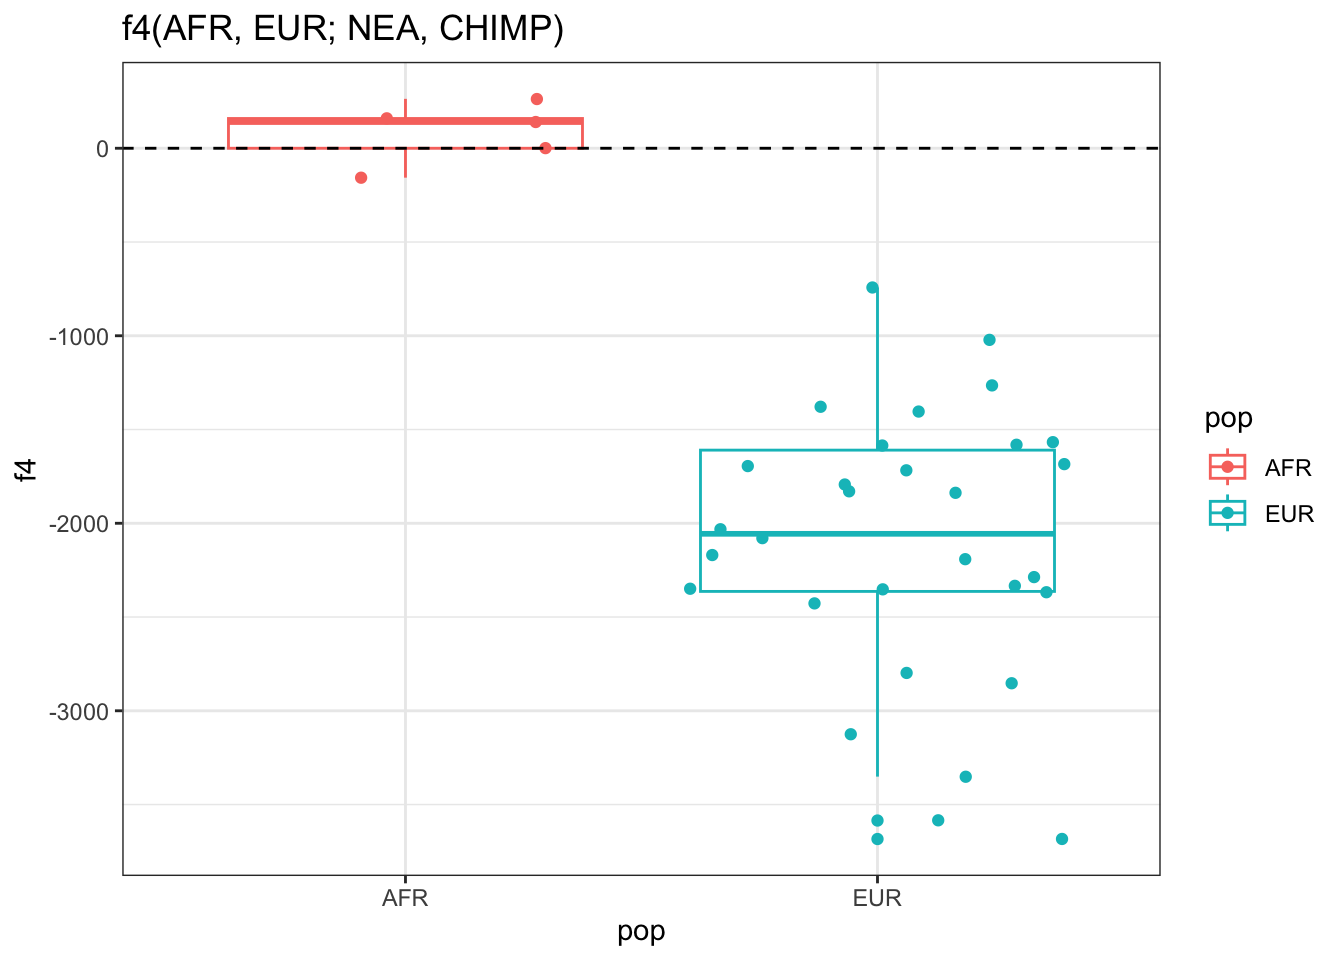 f4(AFR, EUR; NEA, CHIMP)
0
-1000
-2000
-3000
f4
AFR
EUR
pop
pop
AFR
EUR